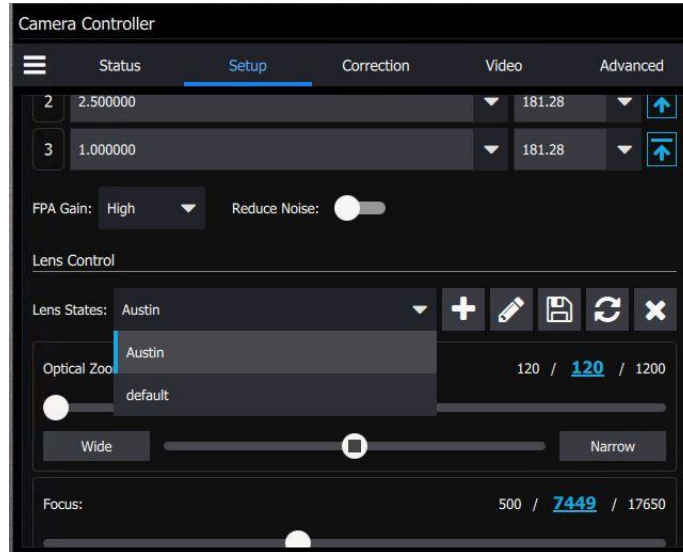 Camera Controller
Status Setup Correction Video Advanced
2 2.500000 181.28
3 1.000000 181.28
FPA Gain: High Reduce Noise:
Lens Control
Lens States: Austin
Austin
Optical Zoo 120 / 120 / 1200
default
Wide Narrow
Focus: 500 / 7449 / 17650